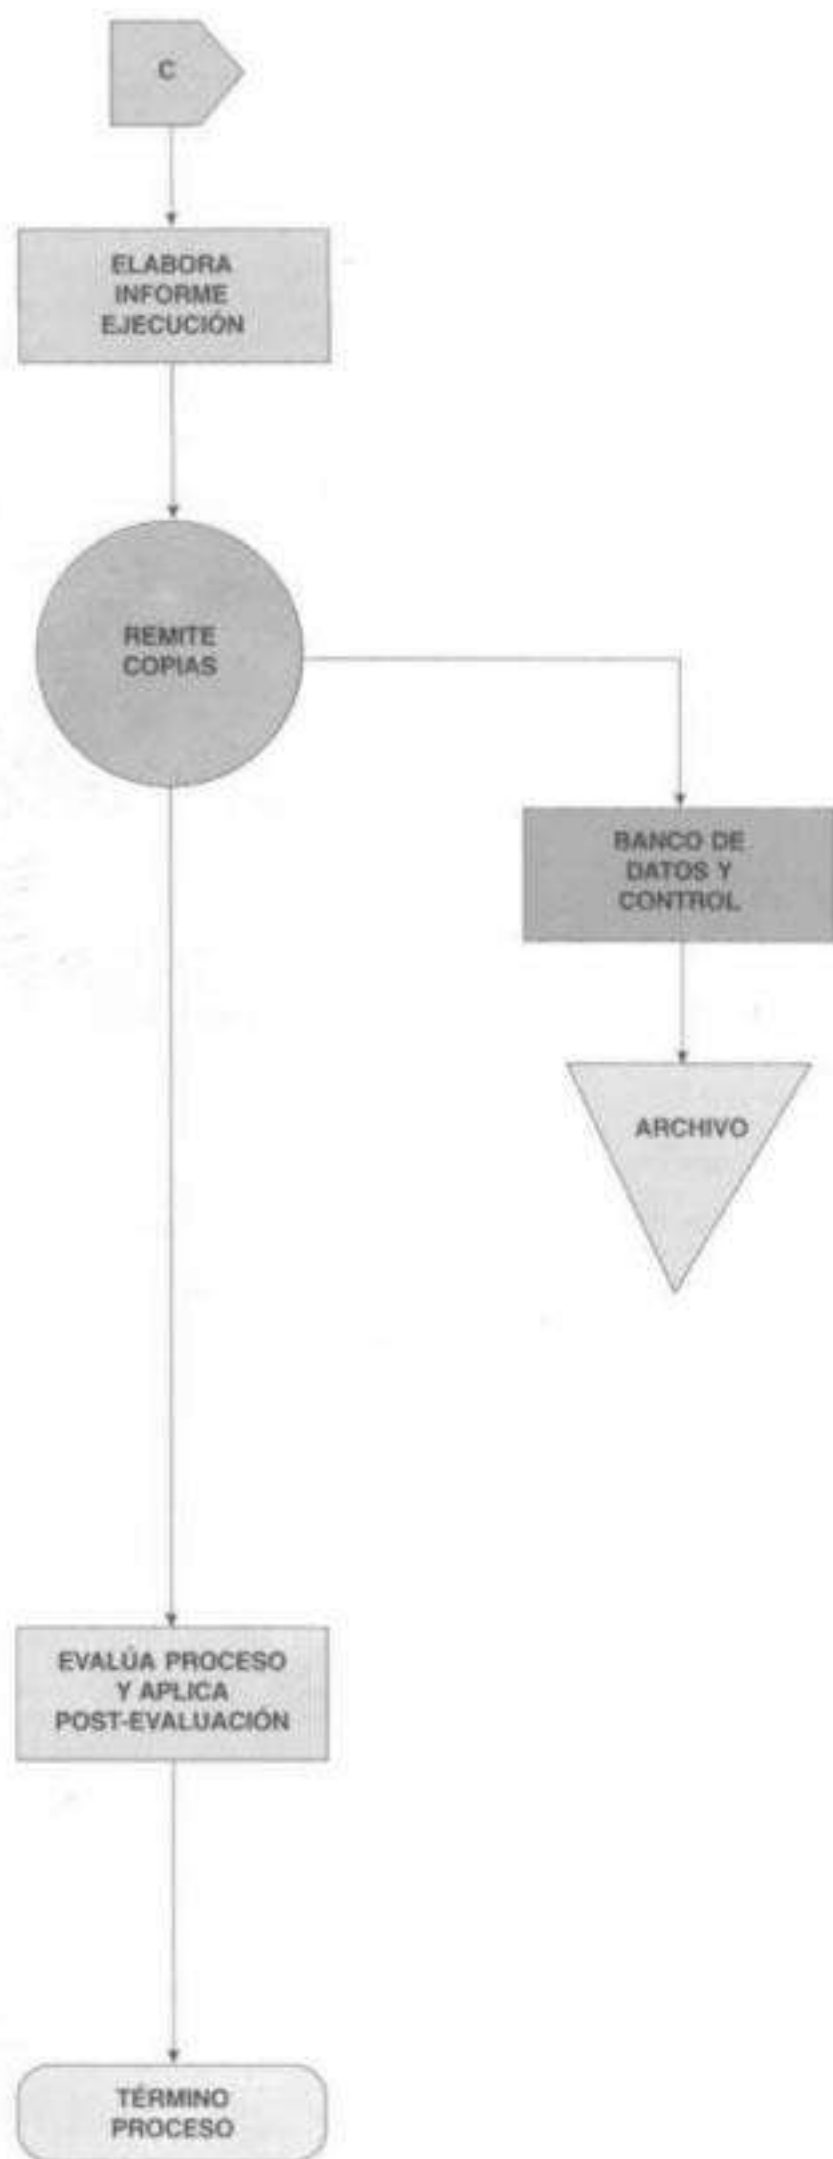 C
ELABORA
INFORME
EJECUCIÓN
REMITE
COPIAS
BANCO DE
DATOS Y
CONTROL
ARCHIVO
EVALÚA PROCESO
Y APLICA
POST-EVALUACIÓN
TÉRMINO
PROCESO